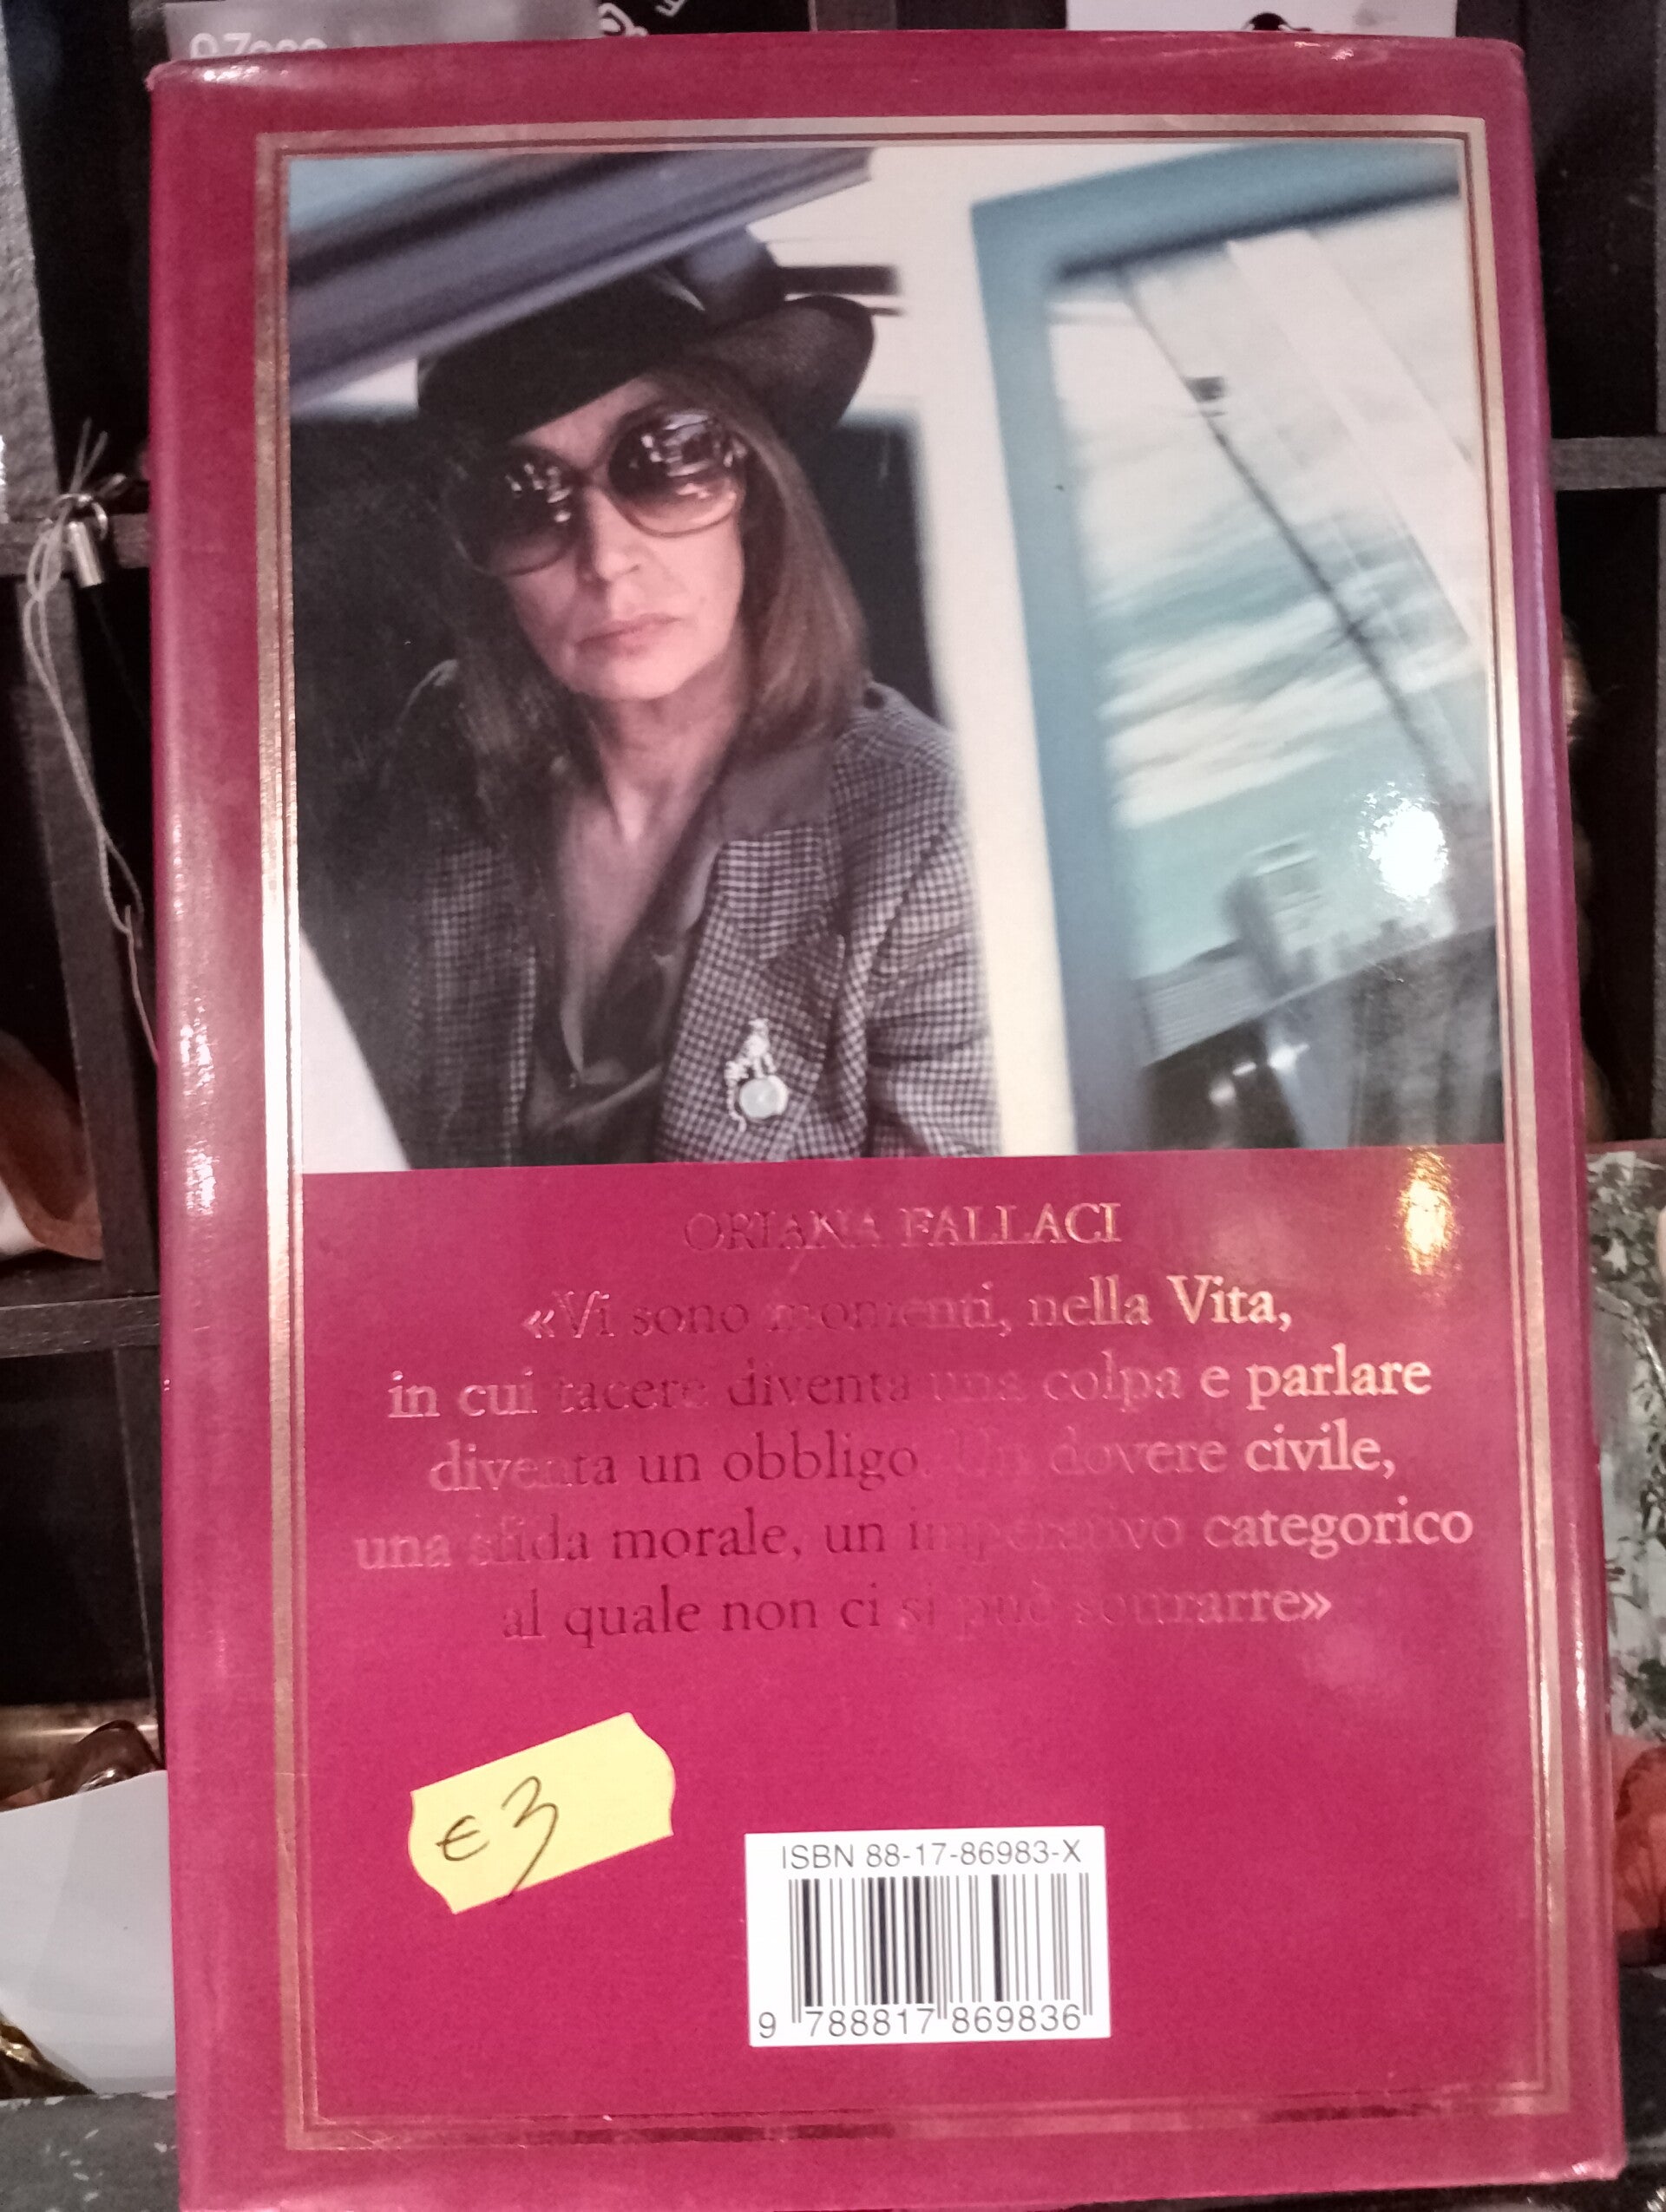 ORIANA FALLACI
«Vi sono momenti, nella Vita,
in cui tacere diventa una colpa e parlare
diventa un obbligo. Un dovere civile,
una sfida morale, un imperativo categorico
al quale non ci si può sottrarre»
€3
ISBN 88-17-86983-X
9 788817 869836